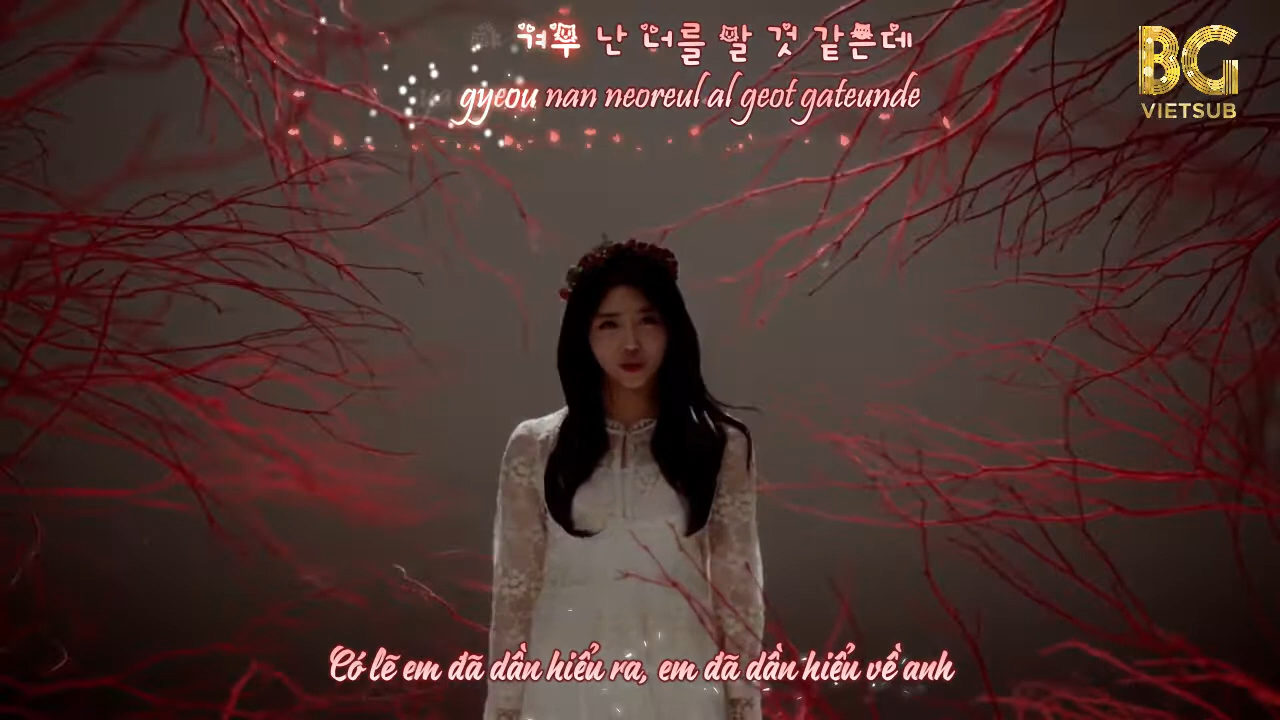 겨우 난 너를 알 것 같은데
gyeou nan neoreul al geot gateunde
BG
VIETSUB
Có lẽ em đã dần hiểu ra, em đã dần hiểu về anh